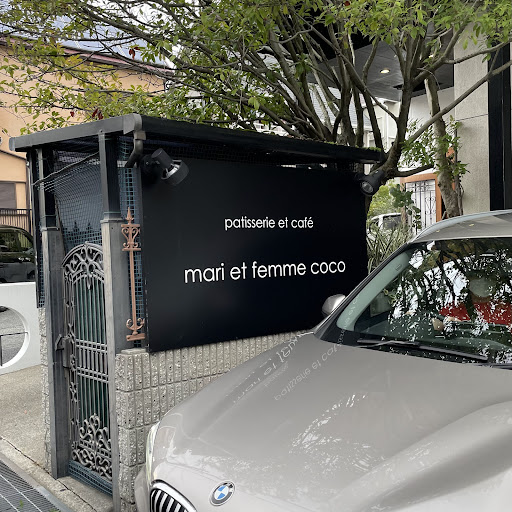 patisserie et café
mari et femme coco